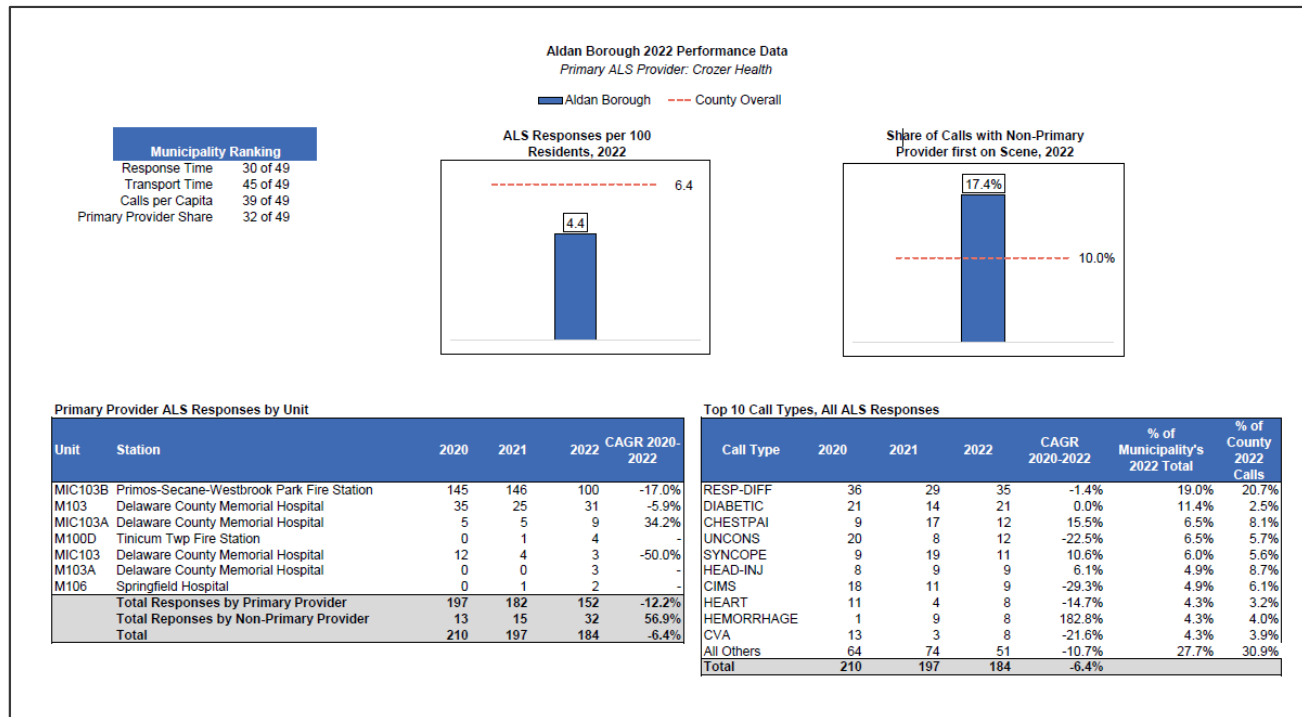 Aldan Borough 2022 Performance Data
Primary ALS Provider: Crozer Health
Aldan Borough County Overall
Municipality Ranking
Response Time 30 of 49
Transport Time 45 of 49
Calls per Capita 39 of 49
Primary Provider Share 32 of 49
ALS Responses per 100
Residents, 2022
6.4
4.4
Share of Calls with Non-Primary
Provider first on Scene, 2022
17.4%
10.0%
Primary Provider ALS Responses by Unit
Unit Station 2020 2021 2022 CAGR 2020-
2022
MIC103B Primos-Secane-Westbrook Park Fire Station 145 146 100 -17.0%
M103 Delaware County Memorial Hospital 35 25 31 -5.9%
MIC103A Delaware County Memorial Hospital 5 5 9 34.2%
M100D Tinicum Twp Fire Station 0 1 4 -
MIC103 Delaware County Memorial Hospital 12 4 3 -50.0%
M103A Delaware County Memorial Hospital 0 0 3 -
M106 Springfield Hospital 0 1 2 -
Total Responses by Primary Provider 197 182 152 -12.2%
Total Reponses by Non-Primary Provider 13 15 32 56.9%
Total 210 197 184 -6.4%
Top 10 Call Types, All ALS Responses
Call Type 2020 2021 2022 CAGR
2020-2022
% of
Municipality's
2022 Total
% of
County
2022
Calls
RESP-DIFF 36 29 35 -1.4% 19.0% 20.7%
DIABETIC 21 14 21 0.0% 11.4% 2.5%
CHESTPAI 9 17 12 15.5% 6.5% 8.1%
UNCONS 20 8 12 -22.5% 6.5% 5.7%
SYNCOPE 9 19 11 10.6% 6.0% 5.6%
HEAD-INJ 8 9 9 6.1% 4.9% 8.7%
CIMS 18 11 9 -29.3% 4.9% 6.1%
HEART 11 4 8 -14.7% 4.3% 3.2%
HEMORRHAGE 1 9 8 182.8% 4.3% 4.0%
CVA 13 3 8 -21.6% 4.3% 3.9%
All Others 64 74 51 -10.7% 27.7% 30.9%
Total 210 197 184 -6.4%